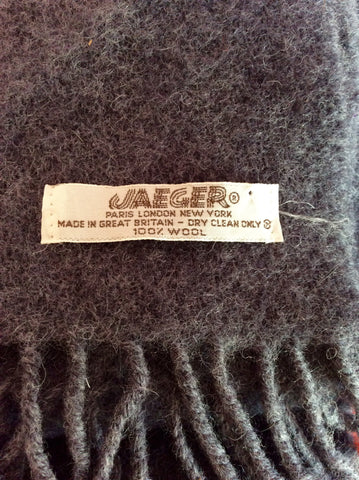 JAEGER®
PARIS LONDON NEW YORK
MADE IN GREAT BRITAIN - DRY CLEAN ONLY Ⓟ
100% WOOL